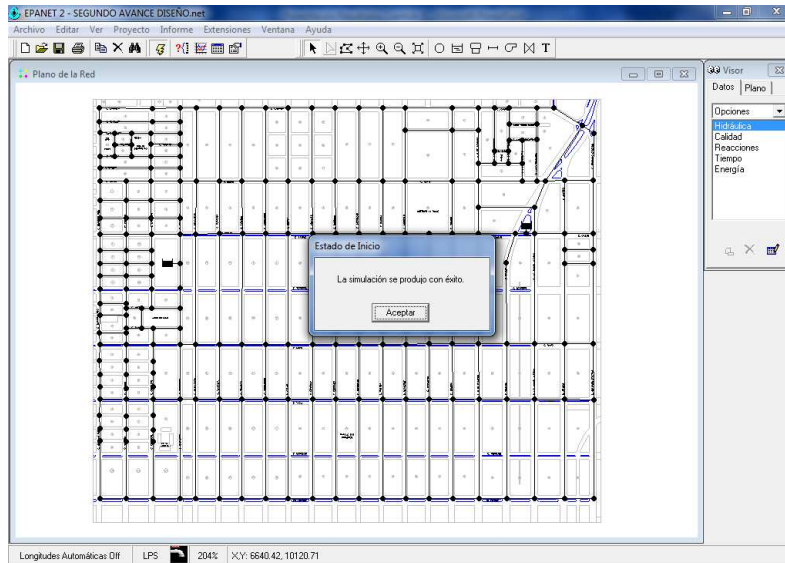 EPANET 2 - SEGUNDO AVANCE DISEÑO.net
Archivo Editar Ver Proyecto Informe Extensiones Ventana Ayuda
T
Plano de la Red
Visor
Datos Plano
Opciones
Hidráulica
Calidad
Reacciones
Tiempo
Energía
Estado de Inicio
La simulación se produjo con éxito.
Aceptar
Longitudes Automáticas Off LPS 204% X,Y: 6640.42, 10120.71